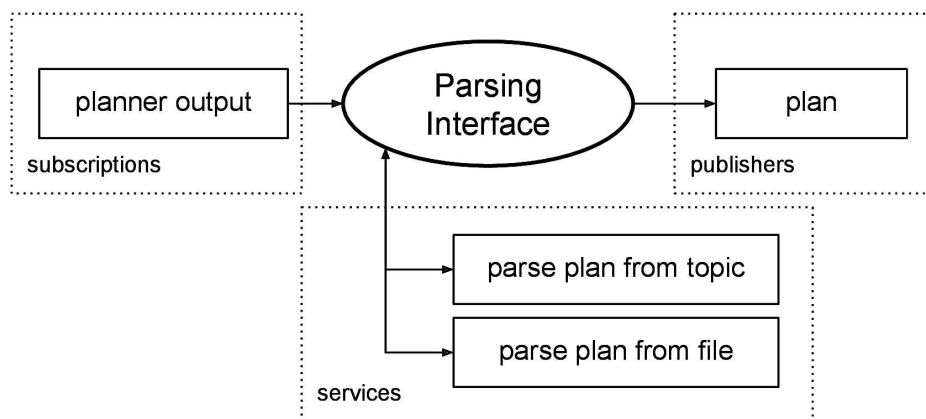 planner output
subscriptions
Parsing
Interface
plan
publishers
parse plan from topic
parse plan from file
services